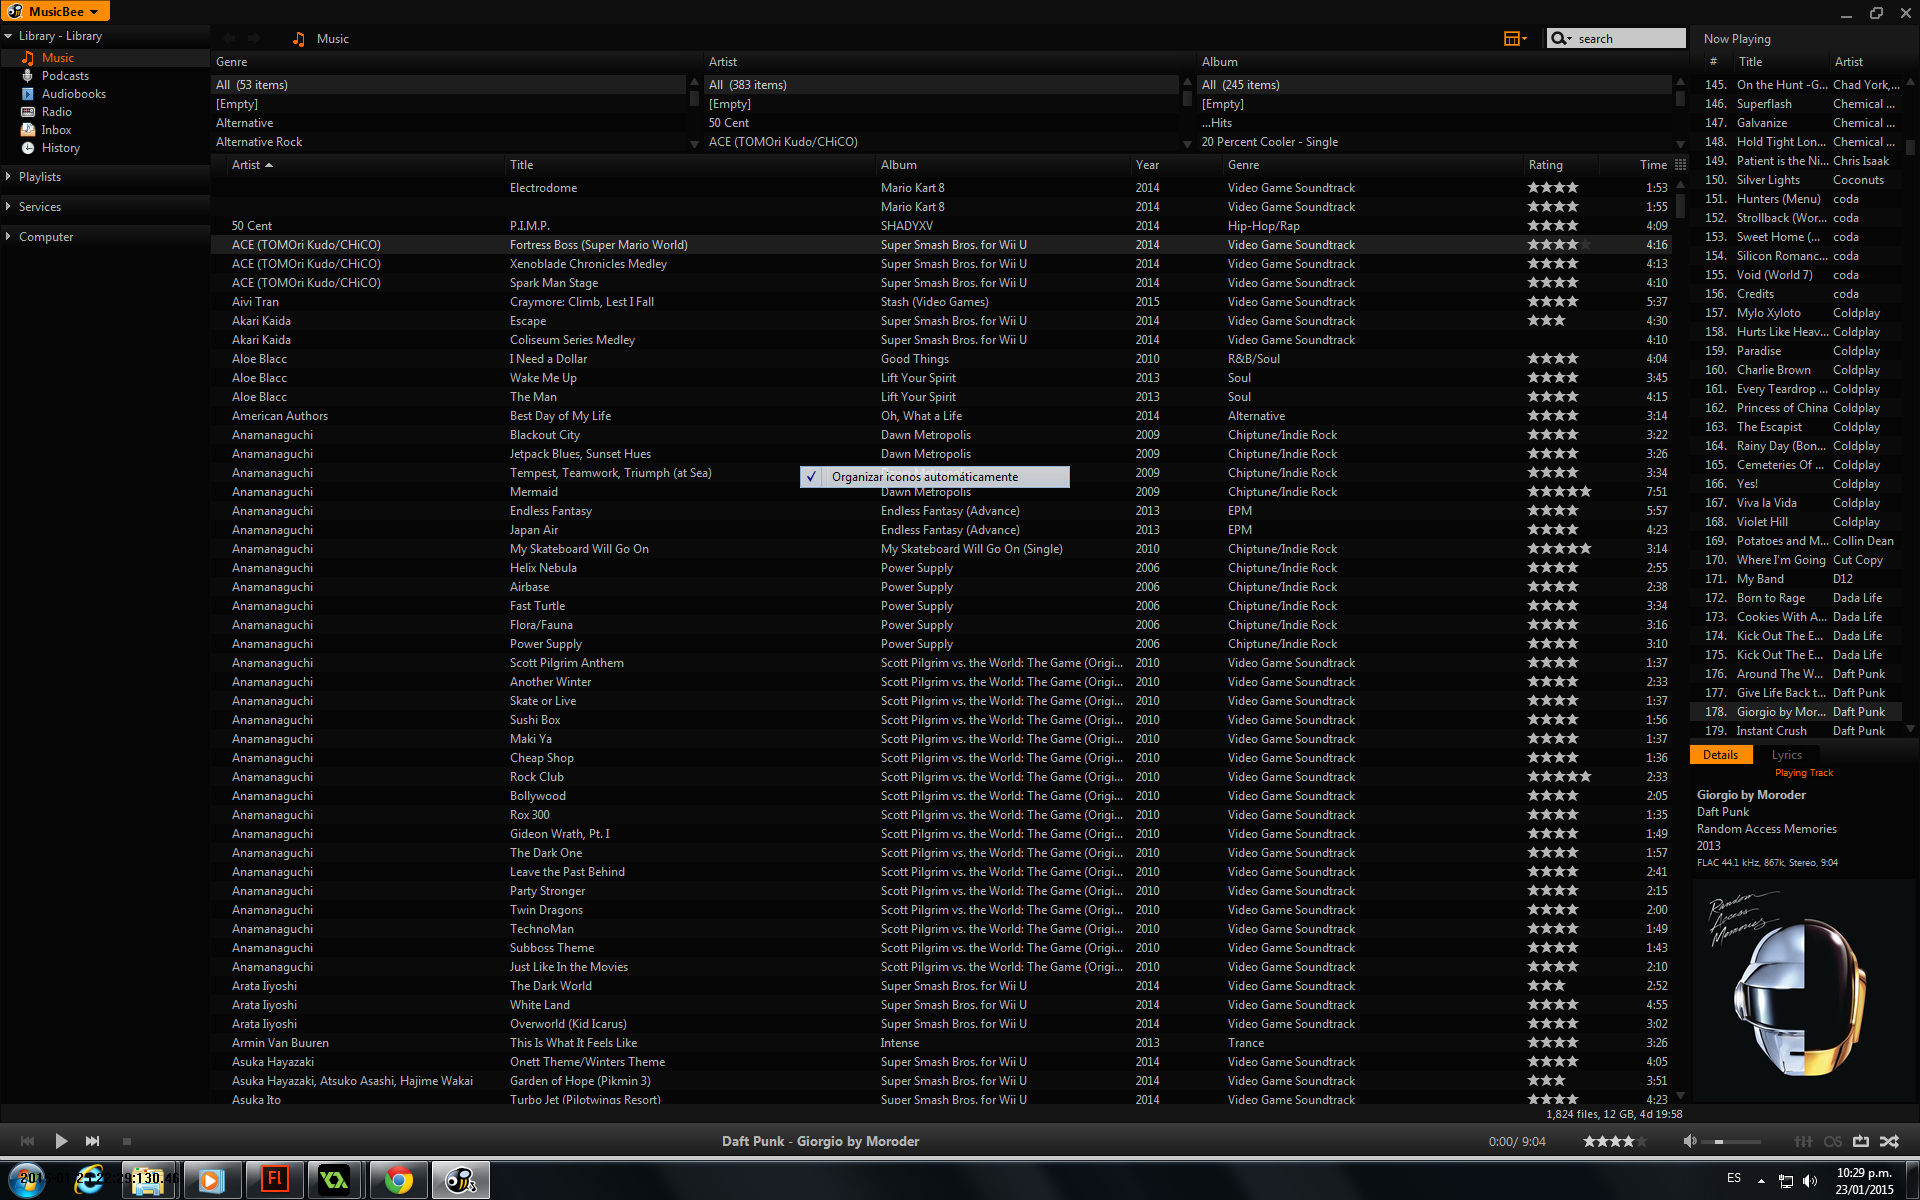 MusicBee
Library - Library
Music
Podcasts
Audiobooks
Radio
Inbox
History
Playlists
Services
Computer
Music
search
Genre
All (53 items)
[Empty]
Alternative
Alternative Rock
Artist
All (383 items)
[Empty]
50 Cent
ACE (TOMOri Kudo/CHiCO)
Album
All (245 items)
[Empty]
...Hits
20 Percent Cooler - Single
Artist Title Album Year Genre Rating Time
Electrodome Mario Kart 8 2014 Video Game Soundtrack 1:53
Mario Kart 8 2014 Video Game Soundtrack 1:55
50 Cent P.I.M.P. SHADYXV 2014 Hip-Hop/Rap 4:09
ACE (TOMOri Kudo/CHiCO) Fortress Boss (Super Mario World) Super Smash Bros. for Wii U 2014 Video Game Soundtrack 4:16
ACE (TOMOri Kudo/CHiCO) Xenoblade Chronicles Medley Super Smash Bros. for Wii U 2014 Video Game Soundtrack 4:13
ACE (TOMOri Kudo/CHiCO) Spark Man Stage Super Smash Bros. for Wii U 2014 Video Game Soundtrack 4:10
Aivi Tran Craymore: Climb, Lest I Fall Stash (Video Games) 2015 Video Game Soundtrack 5:37
Akari Kaida Escape Super Smash Bros. for Wii U 2014 Video Game Soundtrack 4:30
Akari Kaida Coliseum Series Medley Super Smash Bros. for Wii U 2014 Video Game Soundtrack 4:10
Aloe Blacc I Need a Dollar Good Things 2010 R&B/Soul 4:04
Aloe Blacc Wake Me Up Lift Your Spirit 2013 Soul 3:45
Aloe Blacc The Man Lift Your Spirit 2013 Soul 4:15
American Authors Best Day of My Life Oh, What a Life 2014 Alternative 3:14
Anamanaguchi Blackout City Dawn Metropolis 2009 Chiptune/Indie Rock 3:22
Anamanaguchi Jetpack Blues, Sunset Hues Dawn Metropolis 2009 Chiptune/Indie Rock 3:26
Anamanaguchi Tempest, Teamwork, Triumph (at Sea) 2009 Chiptune/Indie Rock 3:34
Organizar iconos automáticamente
Anamanaguchi Mermaid Dawn Metropolis 2009 Chiptune/Indie Rock 7:51
Anamanaguchi Endless Fantasy Endless Fantasy (Advance) 2013 EPM 5:57
Anamanaguchi Japan Air Endless Fantasy (Advance) 2013 EPM 4:23
Anamanaguchi My Skateboard Will Go On My Skateboard Will Go On (Single) 2010 Chiptune/Indie Rock 3:14
Anamanaguchi Helix Nebula Power Supply 2006 Chiptune/Indie Rock 2:55
Anamanaguchi Airbase Power Supply 2006 Chiptune/Indie Rock 2:38
Anamanaguchi Fast Turtle Power Supply 2006 Chiptune/Indie Rock 3:34
Anamanaguchi Flora/Fauna Power Supply 2006 Chiptune/Indie Rock 3:16
Anamanaguchi Power Supply Power Supply 2006 Chiptune/Indie Rock 3:10
Anamanaguchi Scott Pilgrim Anthem Scott Pilgrim vs. the World: The Game (Origi... 2010 Video Game Soundtrack 1:37
Anamanaguchi Another Winter Scott Pilgrim vs. the World: The Game (Origi... 2010 Video Game Soundtrack 2:33
Anamanaguchi Skate or Live Scott Pilgrim vs. the World: The Game (Origi... 2010 Video Game Soundtrack 1:37
Anamanaguchi Sushi Box Scott Pilgrim vs. the World: The Game (Origi... 2010 Video Game Soundtrack 1:56
Anamanaguchi Maki Ya Scott Pilgrim vs. the World: The Game (Origi... 2010 Video Game Soundtrack 1:37
Anamanaguchi Cheap Shop Scott Pilgrim vs. the World: The Game (Origi... 2010 Video Game Soundtrack 1:36
Anamanaguchi Rock Club Scott Pilgrim vs. the World: The Game (Origi... 2010 Video Game Soundtrack 2:33
Anamanaguchi Bollywood Scott Pilgrim vs. the World: The Game (Origi... 2010 Video Game Soundtrack 2:05
Anamanaguchi Rox 300 Scott Pilgrim vs. the World: The Game (Origi... 2010 Video Game Soundtrack 1:35
Anamanaguchi Gideon Wrath, Pt. I Scott Pilgrim vs. the World: The Game (Origi... 2010 Video Game Soundtrack 1:49
Anamanaguchi The Dark One Scott Pilgrim vs. the World: The Game (Origi... 2010 Video Game Soundtrack 1:57
Anamanaguchi Leave the Past Behind Scott Pilgrim vs. the World: The Game (Origi... 2010 Video Game Soundtrack 2:41
Anamanaguchi Party Stronger Scott Pilgrim vs. the World: The Game (Origi... 2010 Video Game Soundtrack 2:15
Anamanaguchi Twin Dragons Scott Pilgrim vs. the World: The Game (Origi... 2010 Video Game Soundtrack 2:00
Anamanaguchi TechnoMan Scott Pilgrim vs. the World: The Game (Origi... 2010 Video Game Soundtrack 1:49
Anamanaguchi Subboss Theme Scott Pilgrim vs. the World: The Game (Origi... 2010 Video Game Soundtrack 1:43
Anamanaguchi Just Like In the Movies Scott Pilgrim vs. the World: The Game (Origi... 2010 Video Game Soundtrack 2:10
Arata Iiyoshi The Dark World Super Smash Bros. for Wii U 2014 Video Game Soundtrack 2:52
Arata Iiyoshi White Land Super Smash Bros. for Wii U 2014 Video Game Soundtrack 4:55
Arata Iiyoshi Overworld (Kid Icarus) Super Smash Bros. for Wii U 2014 Video Game Soundtrack 3:02
Armin Van Buuren This Is What It Feels Like Intense 2013 Trance 3:26
Asuka Hayazaki Onett Theme/Winters Theme Super Smash Bros. for Wii U 2014 Video Game Soundtrack 4:05
Asuka Hayazaki, Atsuko Asashi, Hajime Wakai Garden of Hope (Pikmin 3) Super Smash Bros. for Wii U 2014 Video Game Soundtrack 3:51
Asuka Ito Turbo Jet (Pilotwings Resort) Super Smash Bros. for Wii U 2014 Video Game Soundtrack 4:23
1,824 files, 12 GB, 4d 19:58
Now Playing
# Title Artist
145. On the Hunt -G... Chad York,...
146. Superflash Chemical ...
147. Galvanize Chemical ...
148. Hold Tight Lon... Chemical ...
149. Patient is the Ni... Chris Isaak
150. Silver Lights Coconuts
151. Hunters (Menu) coda
152. Strollback (Wor... coda
153. Sweet Home (... coda
154. Silicon Romanc... coda
155. Void (World 7) coda
156. Credits coda
157. Mylo Xyloto Coldplay
158. Hurts Like Heav... Coldplay
159. Paradise Coldplay
160. Charlie Brown Coldplay
161. Every Teardrop ... Coldplay
162. Princess of China Coldplay
163. The Escapist Coldplay
164. Rainy Day (Bon... Coldplay
165. Cemeteries Of ... Coldplay
166. Yes! Coldplay
167. Viva la Vida Coldplay
168. Violet Hill Coldplay
169. Potatoes and M... Collin Dean
170. Where I'm Going Cut Copy
171. My Band D12
172. Born to Rage Dada Life
173. Cookies With A... Dada Life
174. Kick Out The E... Dada Life
175. Kick Out The E... Dada Life
176. Around The W... Daft Punk
177. Give Life Back t... Daft Punk
178. Giorgio by Mor... Daft Punk
179. Instant Crush Daft Punk
Details Lyrics
Playing Track
Giorgio by Moroder
Daft Punk
Random Access Memories
2013
FLAC 44.1 kHz, 867k, Stereo, 9:04
Random
Access
Memories
Daft Punk - Giorgio by Moroder
0:00/ 9:04
Fl
ES
10:29 p.m.
23/01/2015